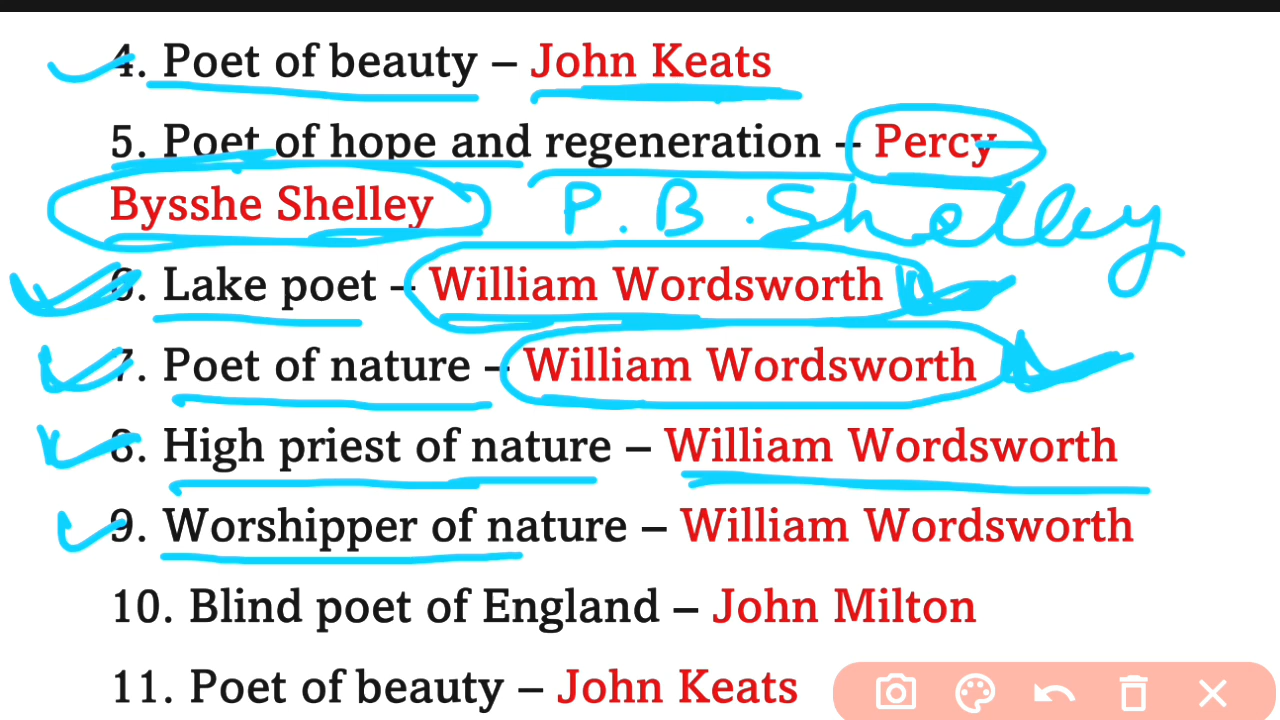 4. Poet of beauty – John Keats
5. Poet of hope and regeneration – Percy
Bysshe Shelley P. B. Shelley
6. Lake poet – William Wordsworth
7. Poet of nature – William Wordsworth
8. High priest of nature – William Wordsworth
9. Worshipper of nature – William Wordsworth
10. Blind poet of England – John Milton
11. Poet of beauty – John Keats